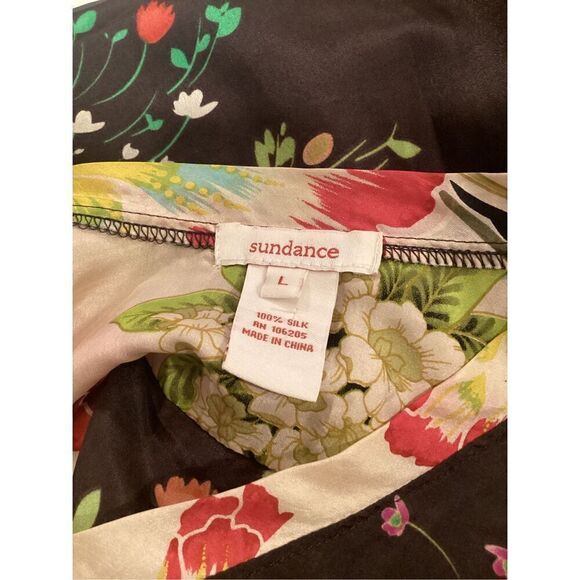 sundance
L
100% SILK
RN 106205
MADE IN CHINA